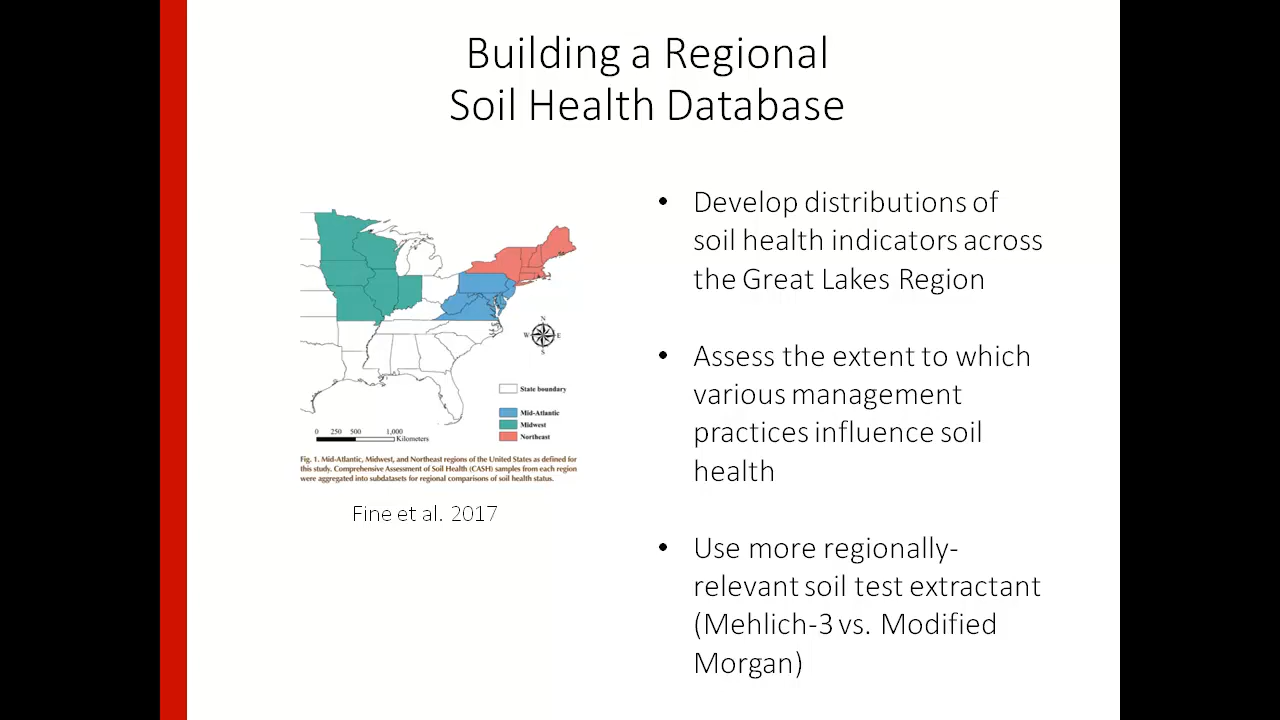 Building a Regional
Soil Health Database
• Develop distributions of
soil health indicators across
the Great Lakes Region
• Assess the extent to which
various management
practices influence soil
health
• Use more regionally-
relevant soil test extractant
(Mehlich-3 vs. Modified
Morgan)
N
W E
S
State boundary
Mid-Atlantic
Midwest
Northeast
0 250 500 1,000
Kilometers
Fig. 1. Mid-Atlantic, Midwest, and Northeast regions of the United States as defined for
this study. Comprehensive Assessment of Soil Health (CASH) samples from each region
were aggregated into subdatasets for regional comparisons of soil health status.
Fine et al. 2017